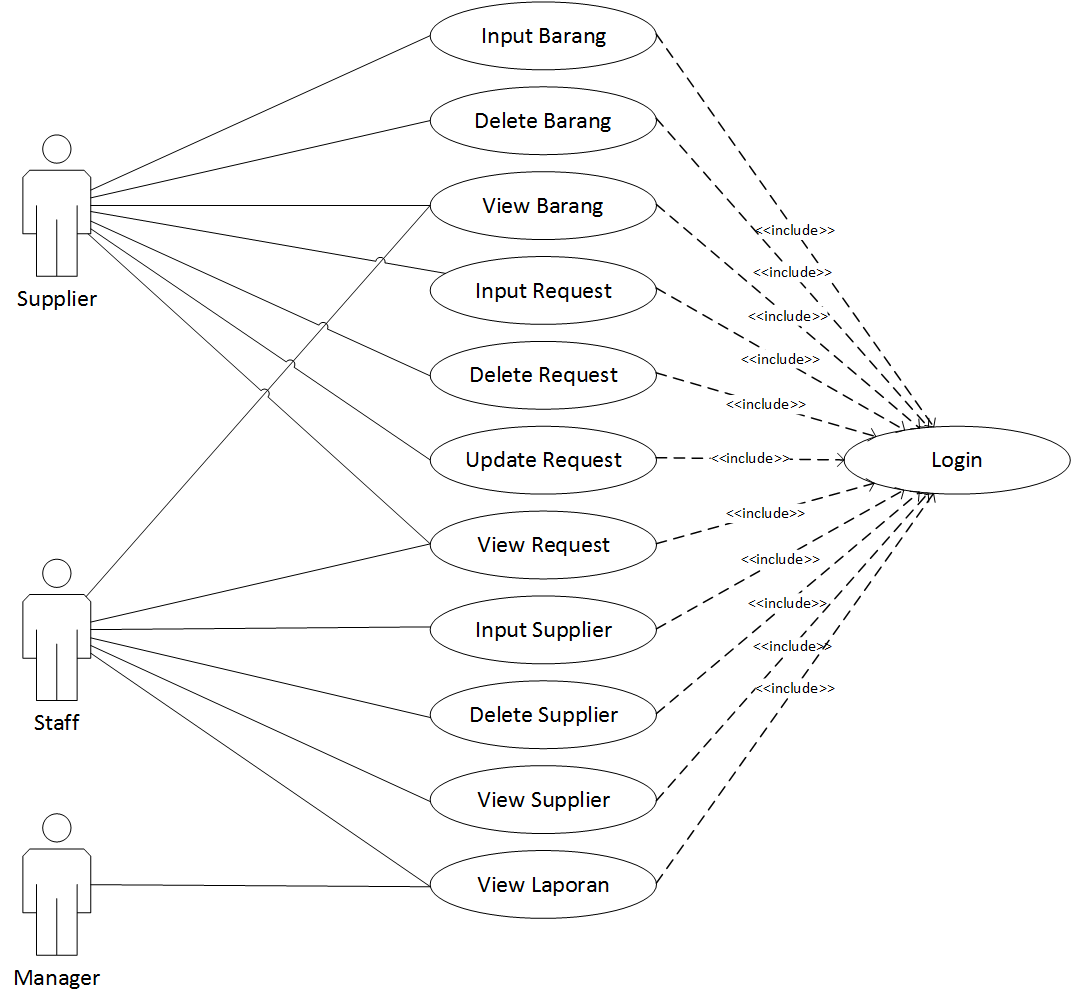 Input Barang
Delete Barang
View Barang
<<include>>
<<include>>
Input Request
Supplier
<<include>>
<<include>>
Delete Request
<<include>>
Update Request
<<include>>
Login
<<include>>
View Request
<<include>>
<<include>>
Input Supplier
<<include>>
<<include>>
Delete Supplier
Staff
View Supplier
View Laporan
Manager